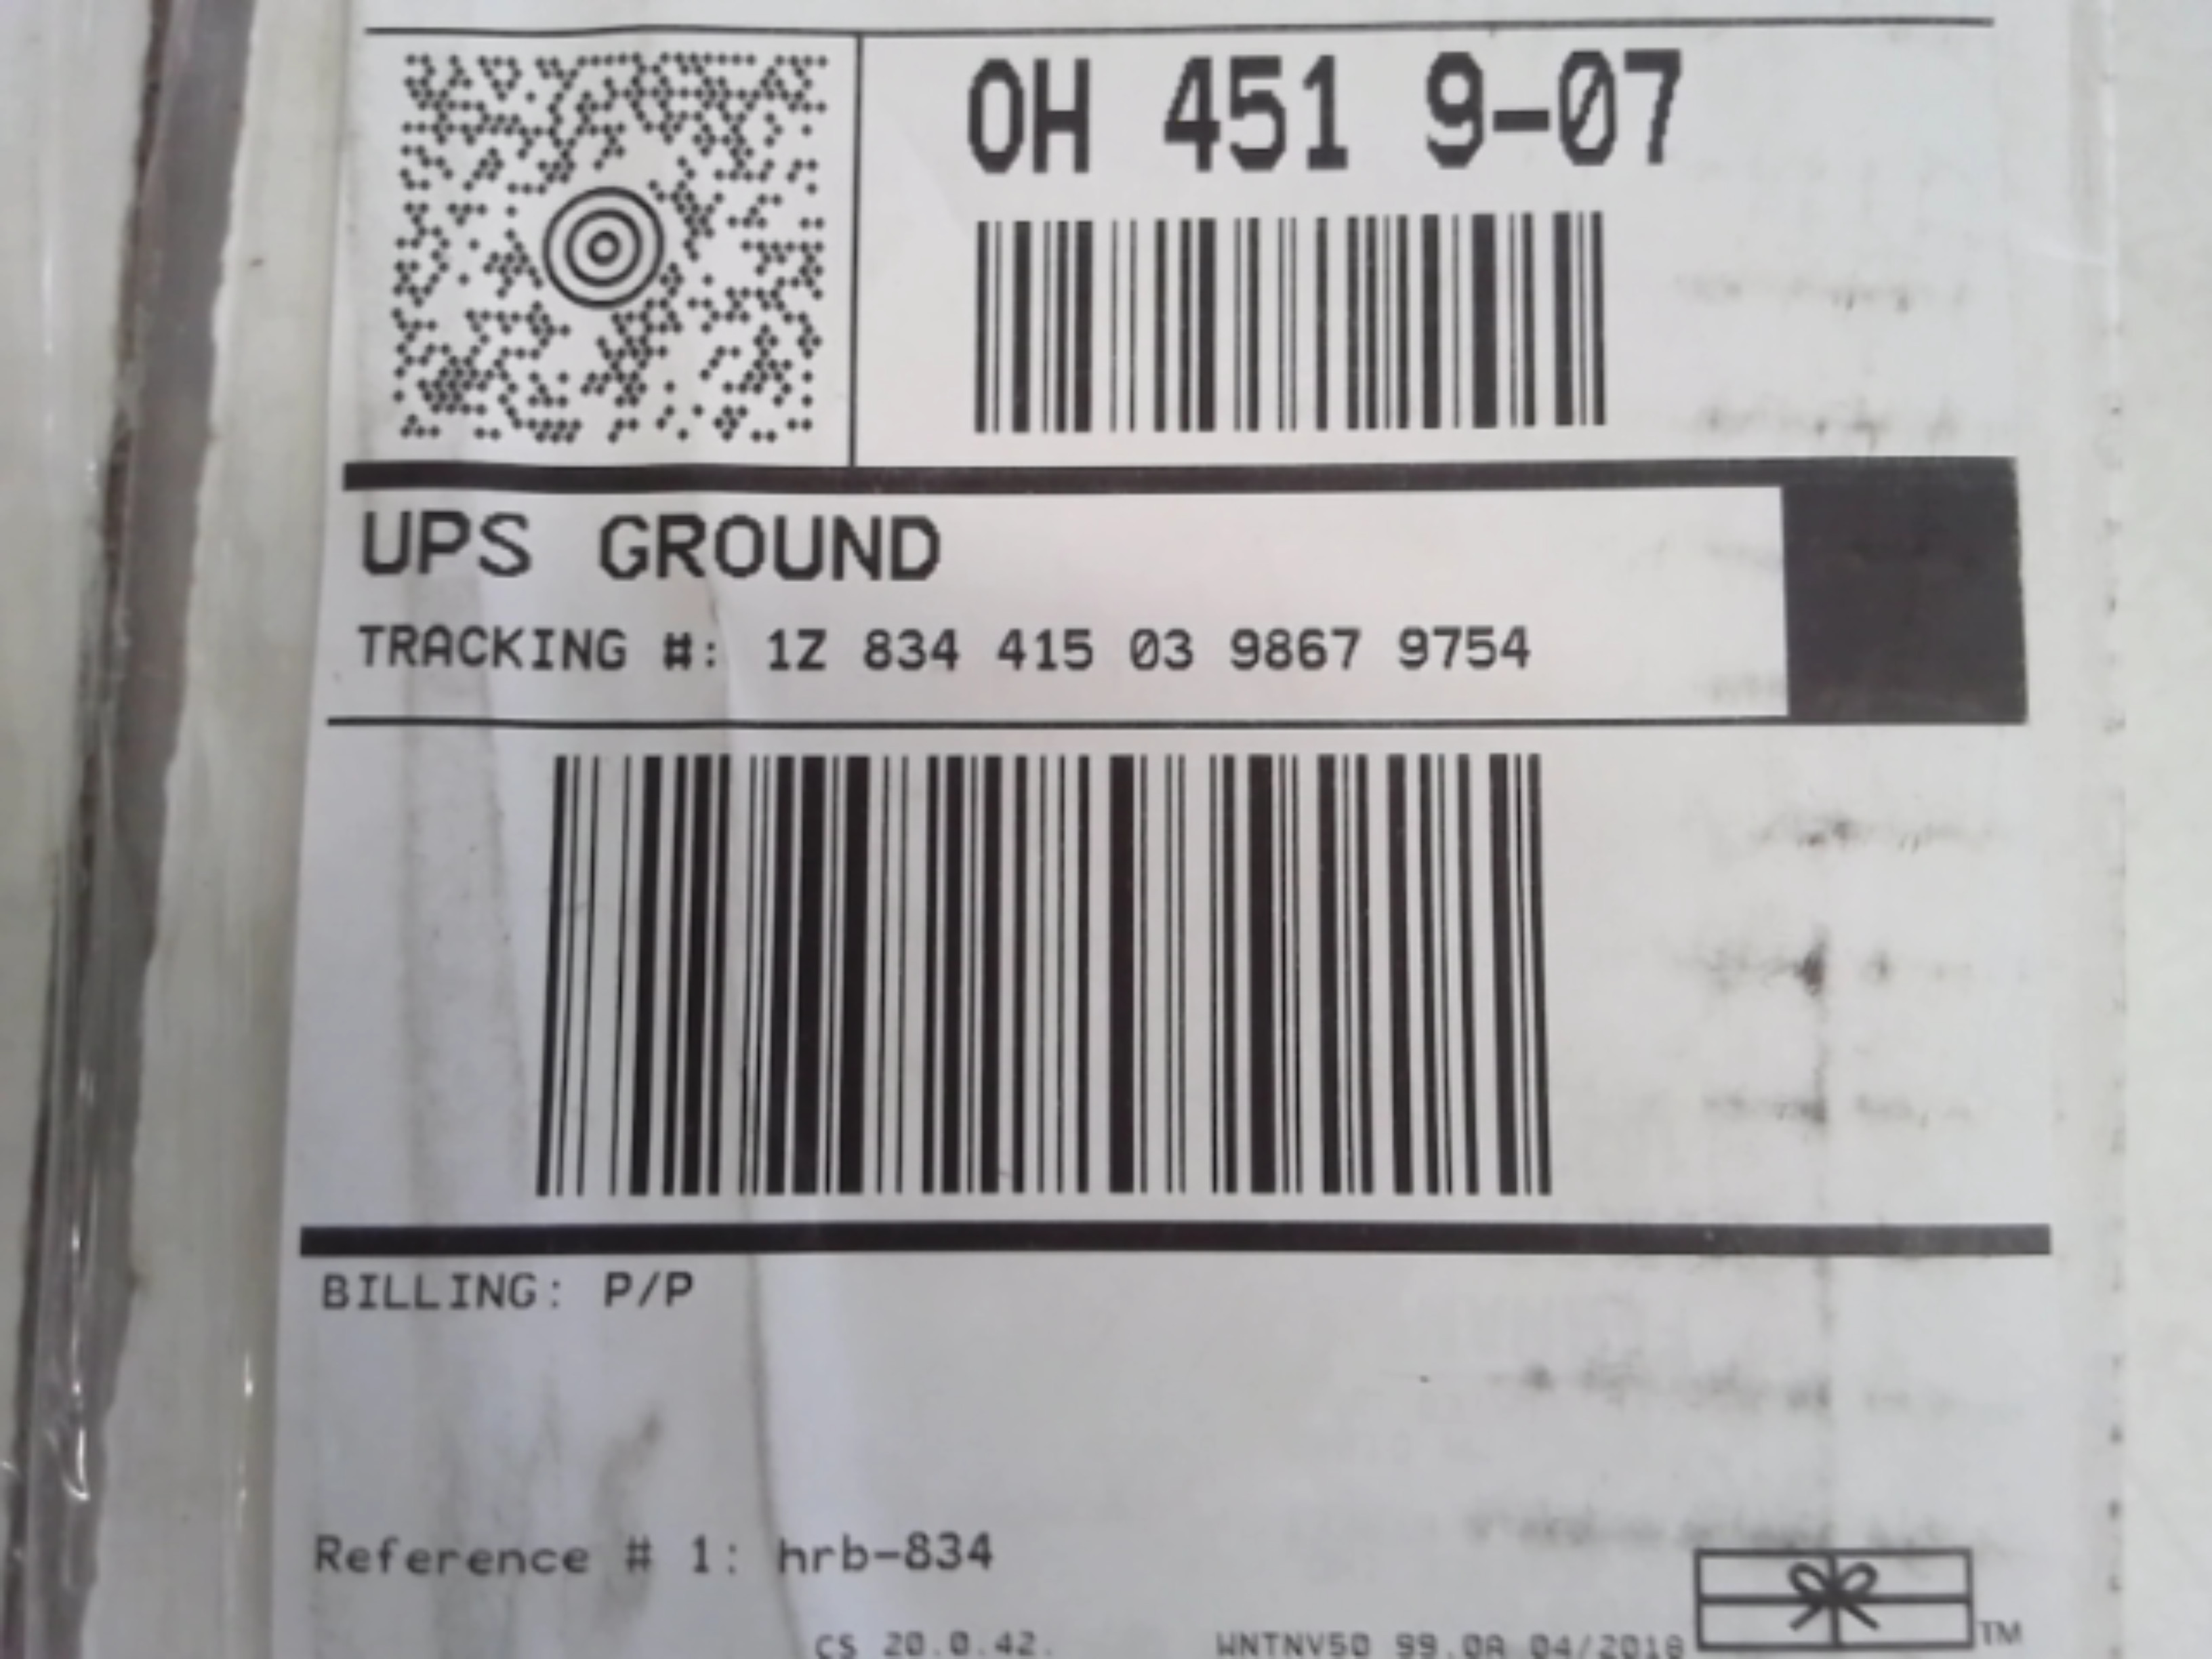 OH 451 9-07
UPS GROUND
TRACKING #: 1Z 834 415 03 9867 9754
BILLING: P/P
Reference # 1: hrb-834
CS 20.0.42. WNTNV50 99.0A 04/2018
TM